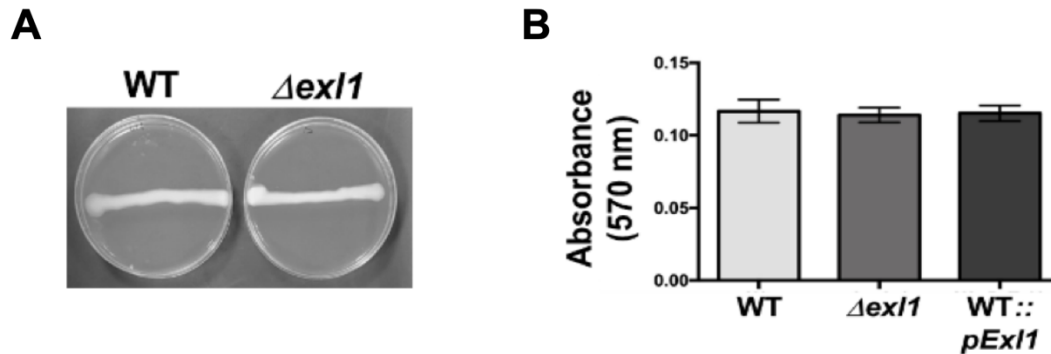 A
B
WT Δexl1
0.15
0.10
0.05
0.00
Absorbance
(570 nm)
WT Δexl1 WT::
pExl1